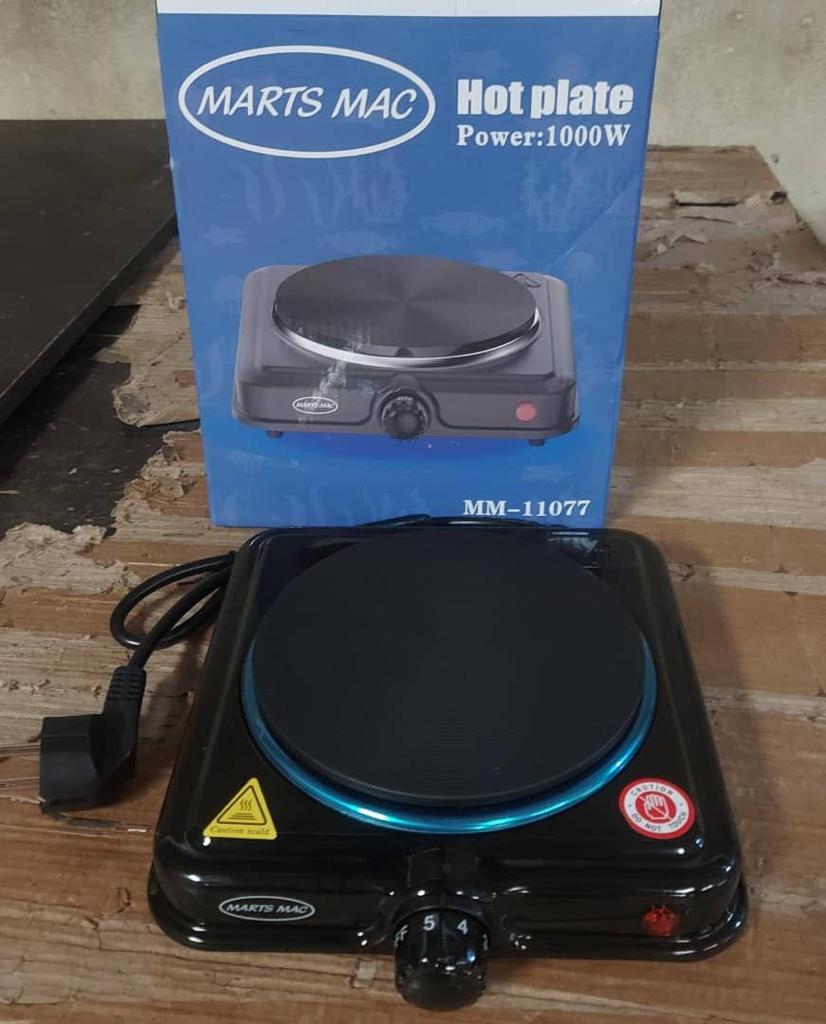 MARTS MAC
Hot plate
Power:1000W
MARTS MAC
MM-11077
Caution scald
CAUTION
DO NOT TOUCH
MARTS MAC
5 4